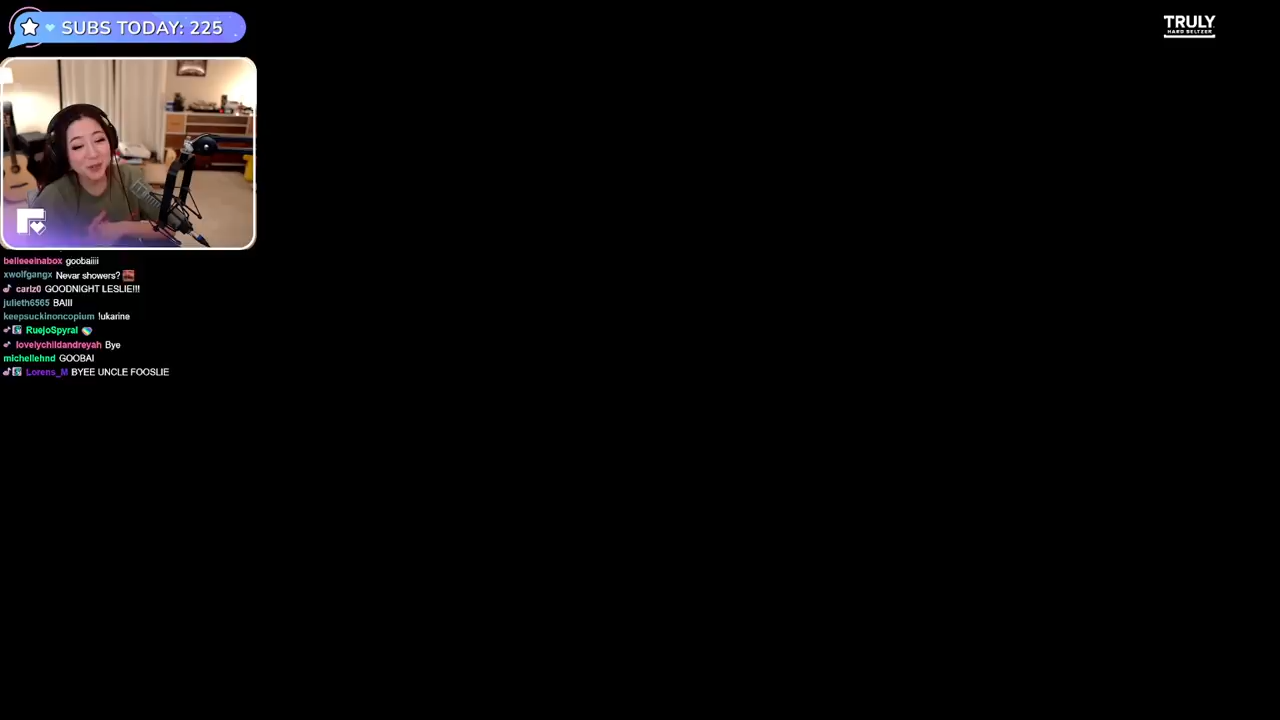 SUBS TODAY: 225
TRULY
HARD SELTZER
belleeeinabox goobaiiii
xwolfgangx Nevar showers?
carlz0 GOODNIGHT LESLIE!!!
julieth6565 BAIII
keepsuckinoncopium !ukarine
RuejoSpyral
lovelychildandreyah Bye
michellehnd GOOBAI
Lorens_M BYEE UNCLE FOOSLIE